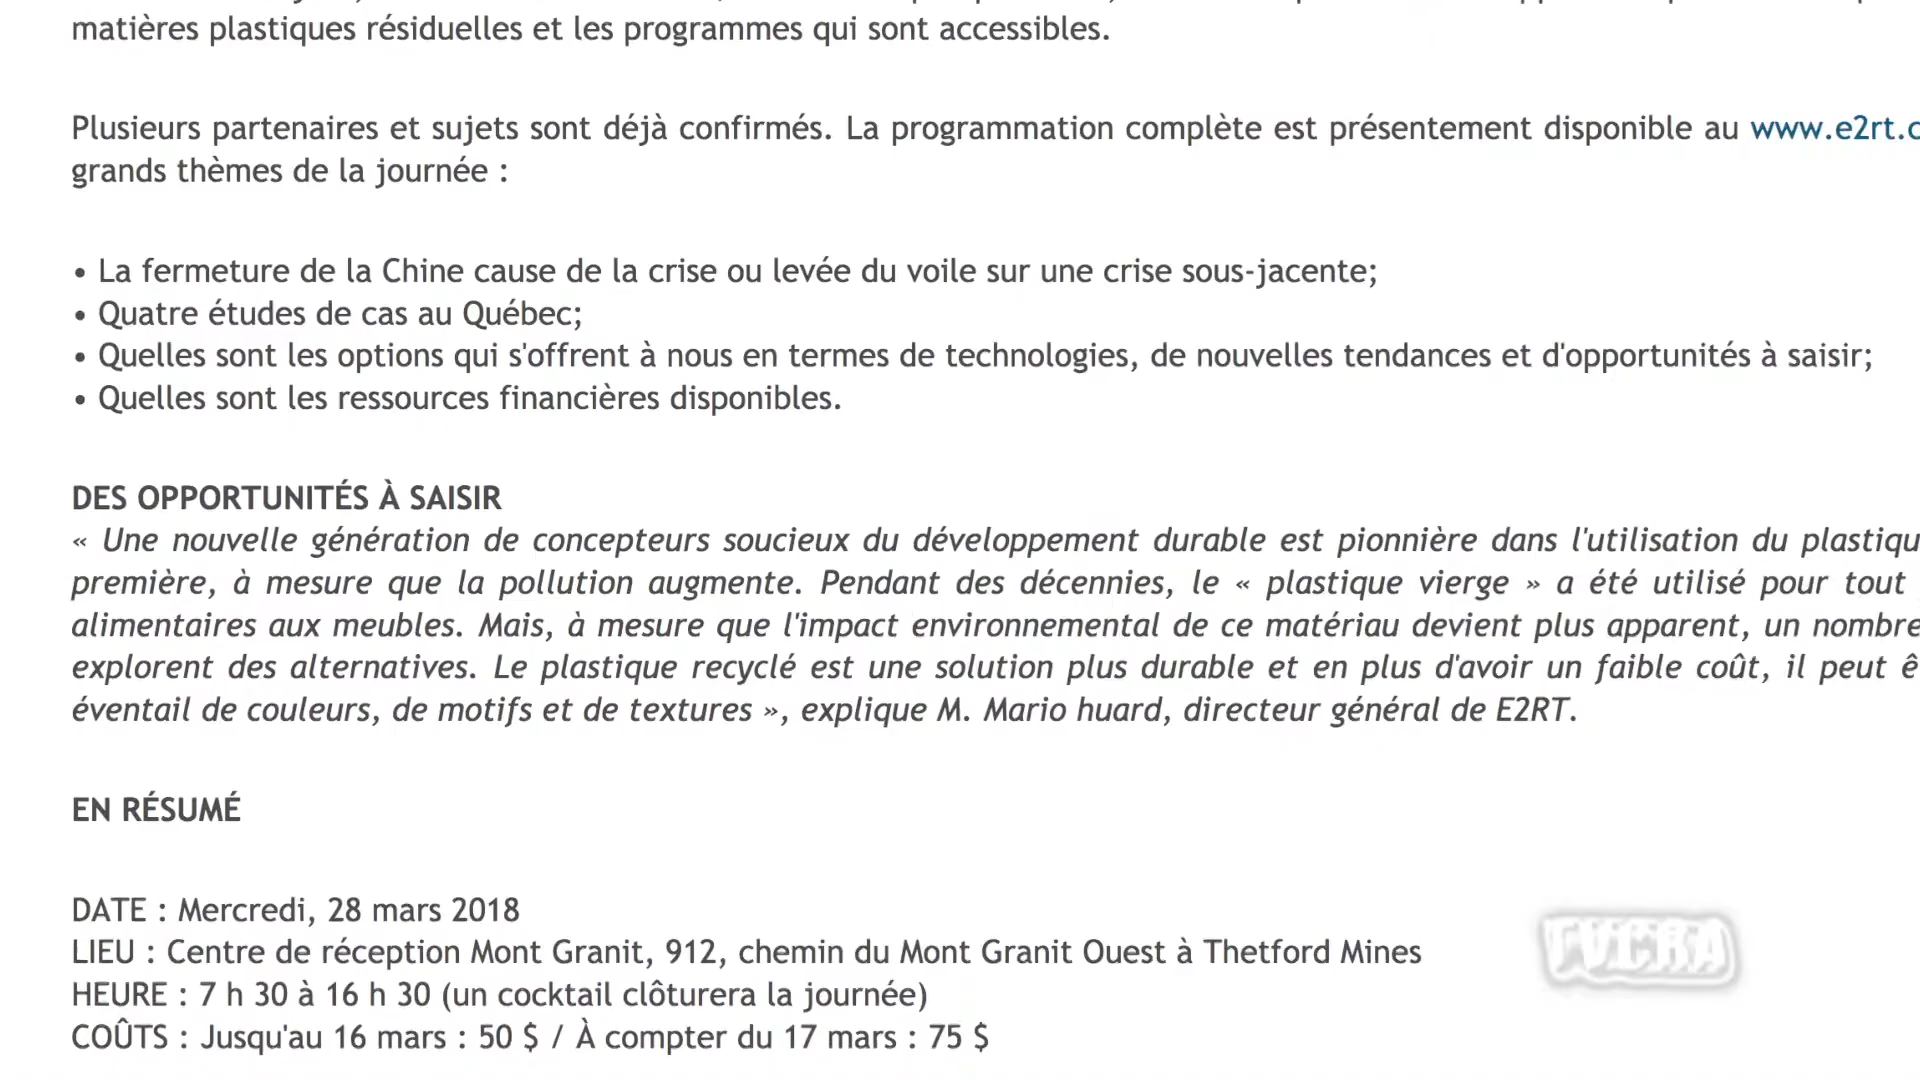 matières plastiques résiduelles et les programmes qui sont accessibles.
Plusieurs partenaires et sujets sont déjà confirmés. La programmation complète est présentement disponible au www.e2rt.c
grands thèmes de la journée :
• La fermeture de la Chine cause de la crise ou levée du voile sur une crise sous-jacente;
• Quatre études de cas au Québec;
• Quelles sont les options qui s'offrent à nous en termes de technologies, de nouvelles tendances et d'opportunités à saisir;
• Quelles sont les ressources financières disponibles.
DES OPPORTUNITÉS À SAISIR
« Une nouvelle génération de concepteurs soucieux du développement durable est pionnière dans l'utilisation du plastiqu
première, à mesure que la pollution augmente. Pendant des décennies, le « plastique vierge » a été utilisé pour tout
alimentaires aux meubles. Mais, à mesure que l'impact environnemental de ce matériau devient plus apparent, un nombre
explorent des alternatives. Le plastique recyclé est une solution plus durable et en plus d'avoir un faible coût, il peut ê
éventail de couleurs, de motifs et de textures », explique M. Mario huard, directeur général de E2RT.
EN RÉSUMÉ
DATE : Mercredi, 28 mars 2018
LIEU : Centre de réception Mont Granit, 912, chemin du Mont Granit Ouest à Thetford Mines
HEURE : 7 h 30 à 16 h 30 (un cocktail clôturera la journée)
COÛTS : Jusqu'au 16 mars : 50 $ / À compter du 17 mars : 75 $